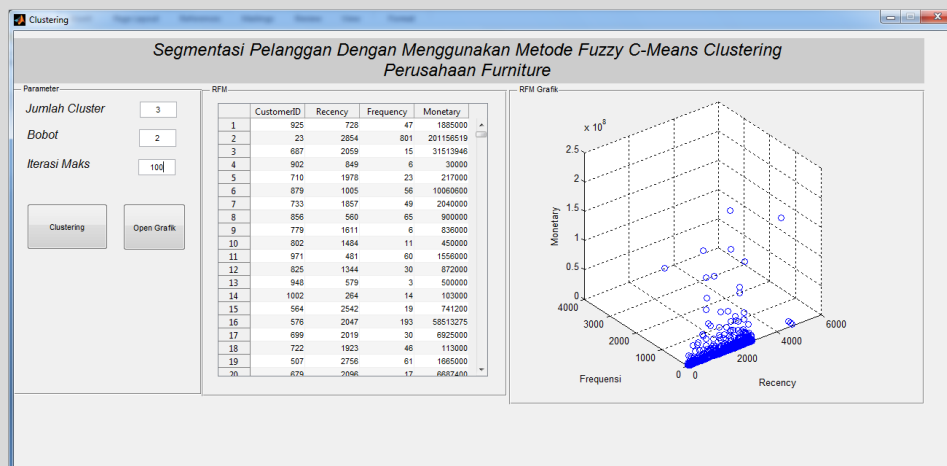 Clustering
Segmentasi Pelanggan Dengan Menggunakan Metode Fuzzy C-Means Clustering
Perusahaan Furniture
Parameter
Jumlah Cluster 3
Bobot 2
Iterasi Maks 100
Clustering
Open Grafik
RFM
CustomerID Recency Frequency Monetary
1 925 728 47 1885000
2 23 2854 801 201156519
3 687 2059 15 31513946
4 902 849 6 30000
5 710 1978 23 217000
6 879 1005 56 10060600
7 733 1857 49 2040000
8 856 560 65 900000
9 779 1611 6 836000
10 802 1484 11 450000
11 971 481 60 1556000
12 825 1344 30 872000
13 948 579 3 500000
14 1002 264 14 103000
15 564 2542 19 741200
16 576 2047 193 58513275
17 699 2019 30 6925000
18 722 1923 46 113000
19 507 2756 61 1665000
20 679 2096 17 6687400
RFM Grafik
x 10^8
2.5
2
1.5
1
0.5
0
Monetary
4000
3000
2000
1000
0
Frequensi
0
2000
4000
6000
Recency